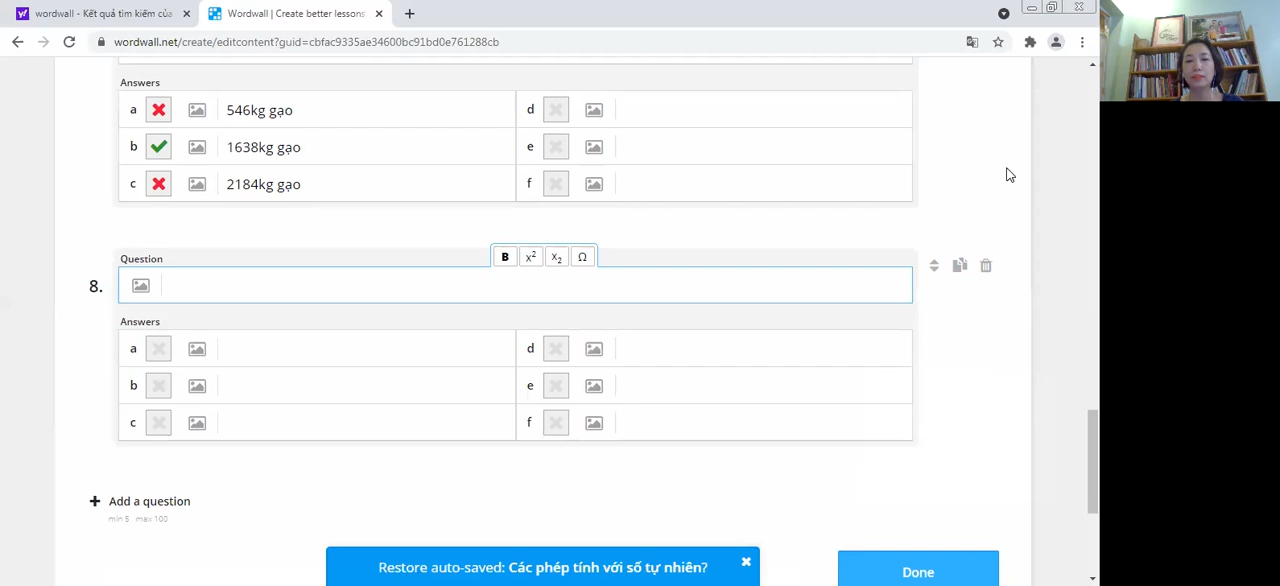 wordwall - Kết quả tìm kiếm củ
Wordwall | Create better lessons
wordwall.net/create/editcontent?guid=cbfac9335ae34600bc91bd0e761288cb
Answers
a 546kg gạo d
b 1638kg gạo e
c 2184kg gạo f
Question B x² x₂ Ω
8.
Answers
a d
b e
c f
+ Add a question
min 5 max 100
Restore auto-saved: Các phép tính với số tự nhiên?
Done